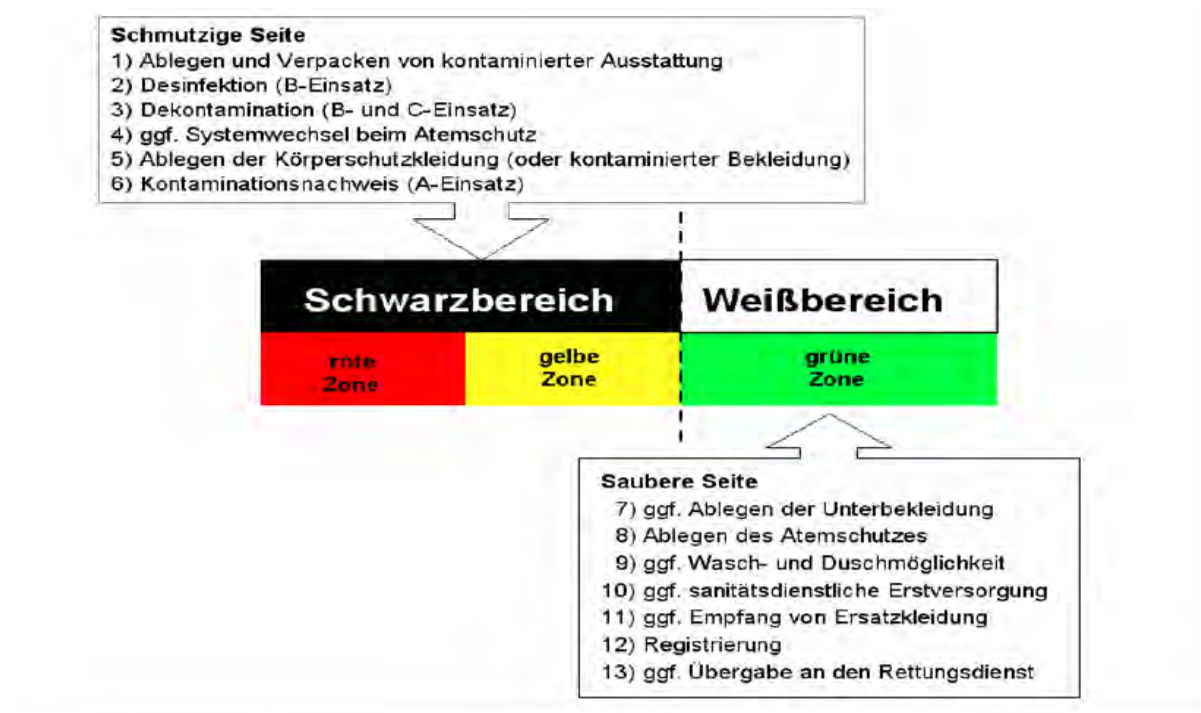 Schmutzige Seite
1) Ablegen und Verpacken von kontaminierter Ausstattung
2) Desinfektion (B-Einsatz)
3) Dekontamination (B- und C-Einsatz)
4) ggf. Systemwechsel beim Atemschutz
5) Ablegen der Körperschutzkleidung (oder kontaminierter Bekleidung)
6) Kontaminationsnachweis (A-Einsatz)
Schwarzbereich
Weißbereich
rote
Zone
gelbe
Zone
grüne
Zone
Saubere Seite
7) ggf. Ablegen der Unterbekleidung
8) Ablegen des Atemschutzes
9) ggf. Wasch- und Duschmöglichkeit
10) ggf. sanitätsdienstliche Erstversorgung
11) ggf. Empfang von Ersatzkleidung
12) Registrierung
13) ggf. Übergabe an den Rettungsdienst